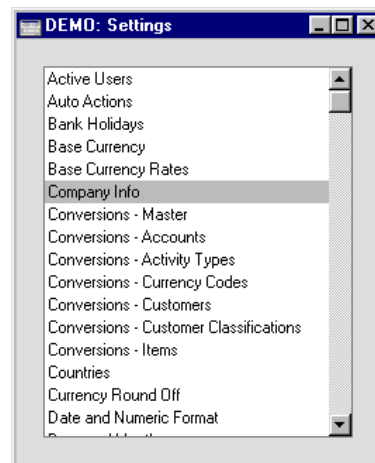 DEMO: Settings
Active Users
Auto Actions
Bank Holidays
Base Currency
Base Currency Rates
Company Info
Conversions - Master
Conversions - Accounts
Conversions - Activity Types
Conversions - Currency Codes
Conversions - Customers
Conversions - Customer Classifications
Conversions - Items
Countries
Currency Round Off
Date and Numeric Format